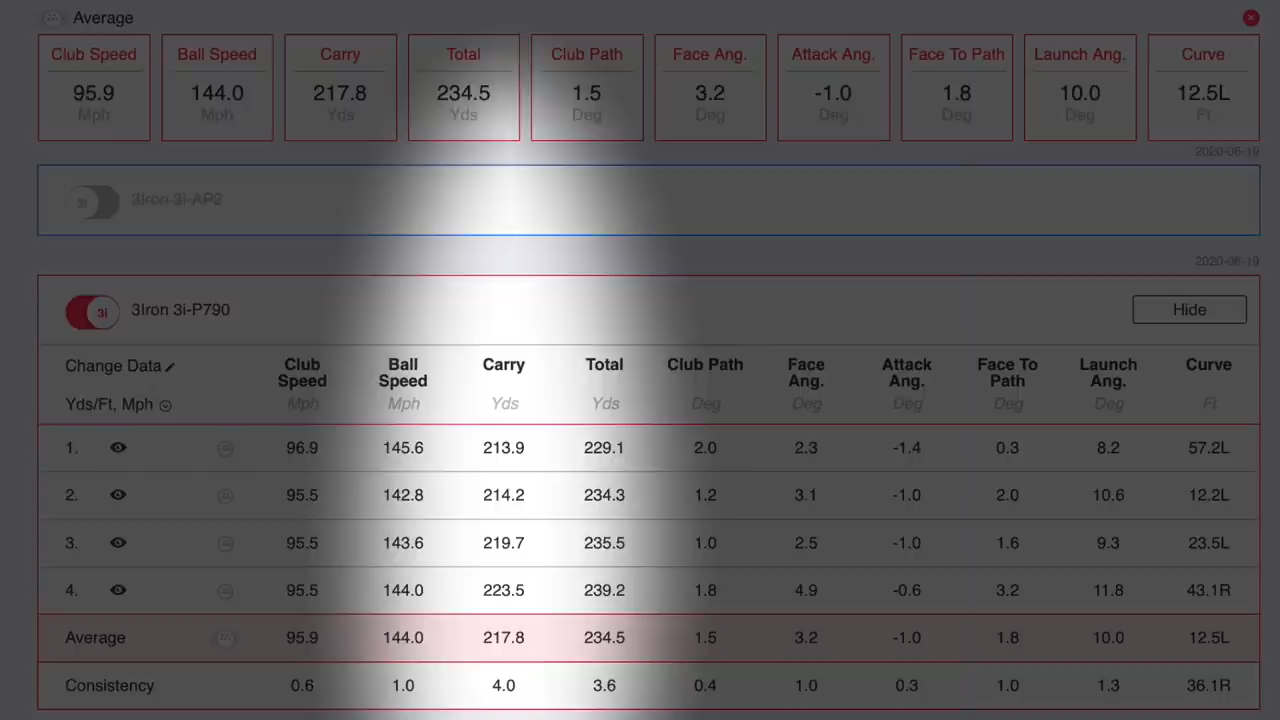 Average
Club Speed Ball Speed Carry Total Club Path Face Ang. Attack Ang. Face To Path Launch Ang. Curve
95.9 144.0 217.8 234.5 1.5 3.2 -1.0 1.8 10.0 12.5L
Mph Mph Yds Yds Deg Deg Deg Deg Deg Ft
2020-06-19
3i 3Iron 3i-AP2
2020-06-19
3i 3Iron 3i-P790 Hide
Change Data Club Speed Ball Speed Carry Total Club Path Face Ang. Attack Ang. Face To Path Launch Ang. Curve
Yds/Ft, Mph Mph Mph Yds Yds Deg Deg Deg Deg Deg Ft
1. 96.9 145.6 213.9 229.1 2.0 2.3 -1.4 0.3 8.2 57.2L
2. 95.5 142.8 214.2 234.3 1.2 3.1 -1.0 2.0 10.6 12.2L
3. 95.5 143.6 219.7 235.5 1.0 2.5 -1.0 1.6 9.3 23.5L
4. 95.5 144.0 223.5 239.2 1.8 4.9 -0.6 3.2 11.8 43.1R
Average 95.9 144.0 217.8 234.5 1.5 3.2 -1.0 1.8 10.0 12.5L
Consistency 0.6 1.0 4.0 3.6 0.4 1.0 0.3 1.0 1.3 36.1R